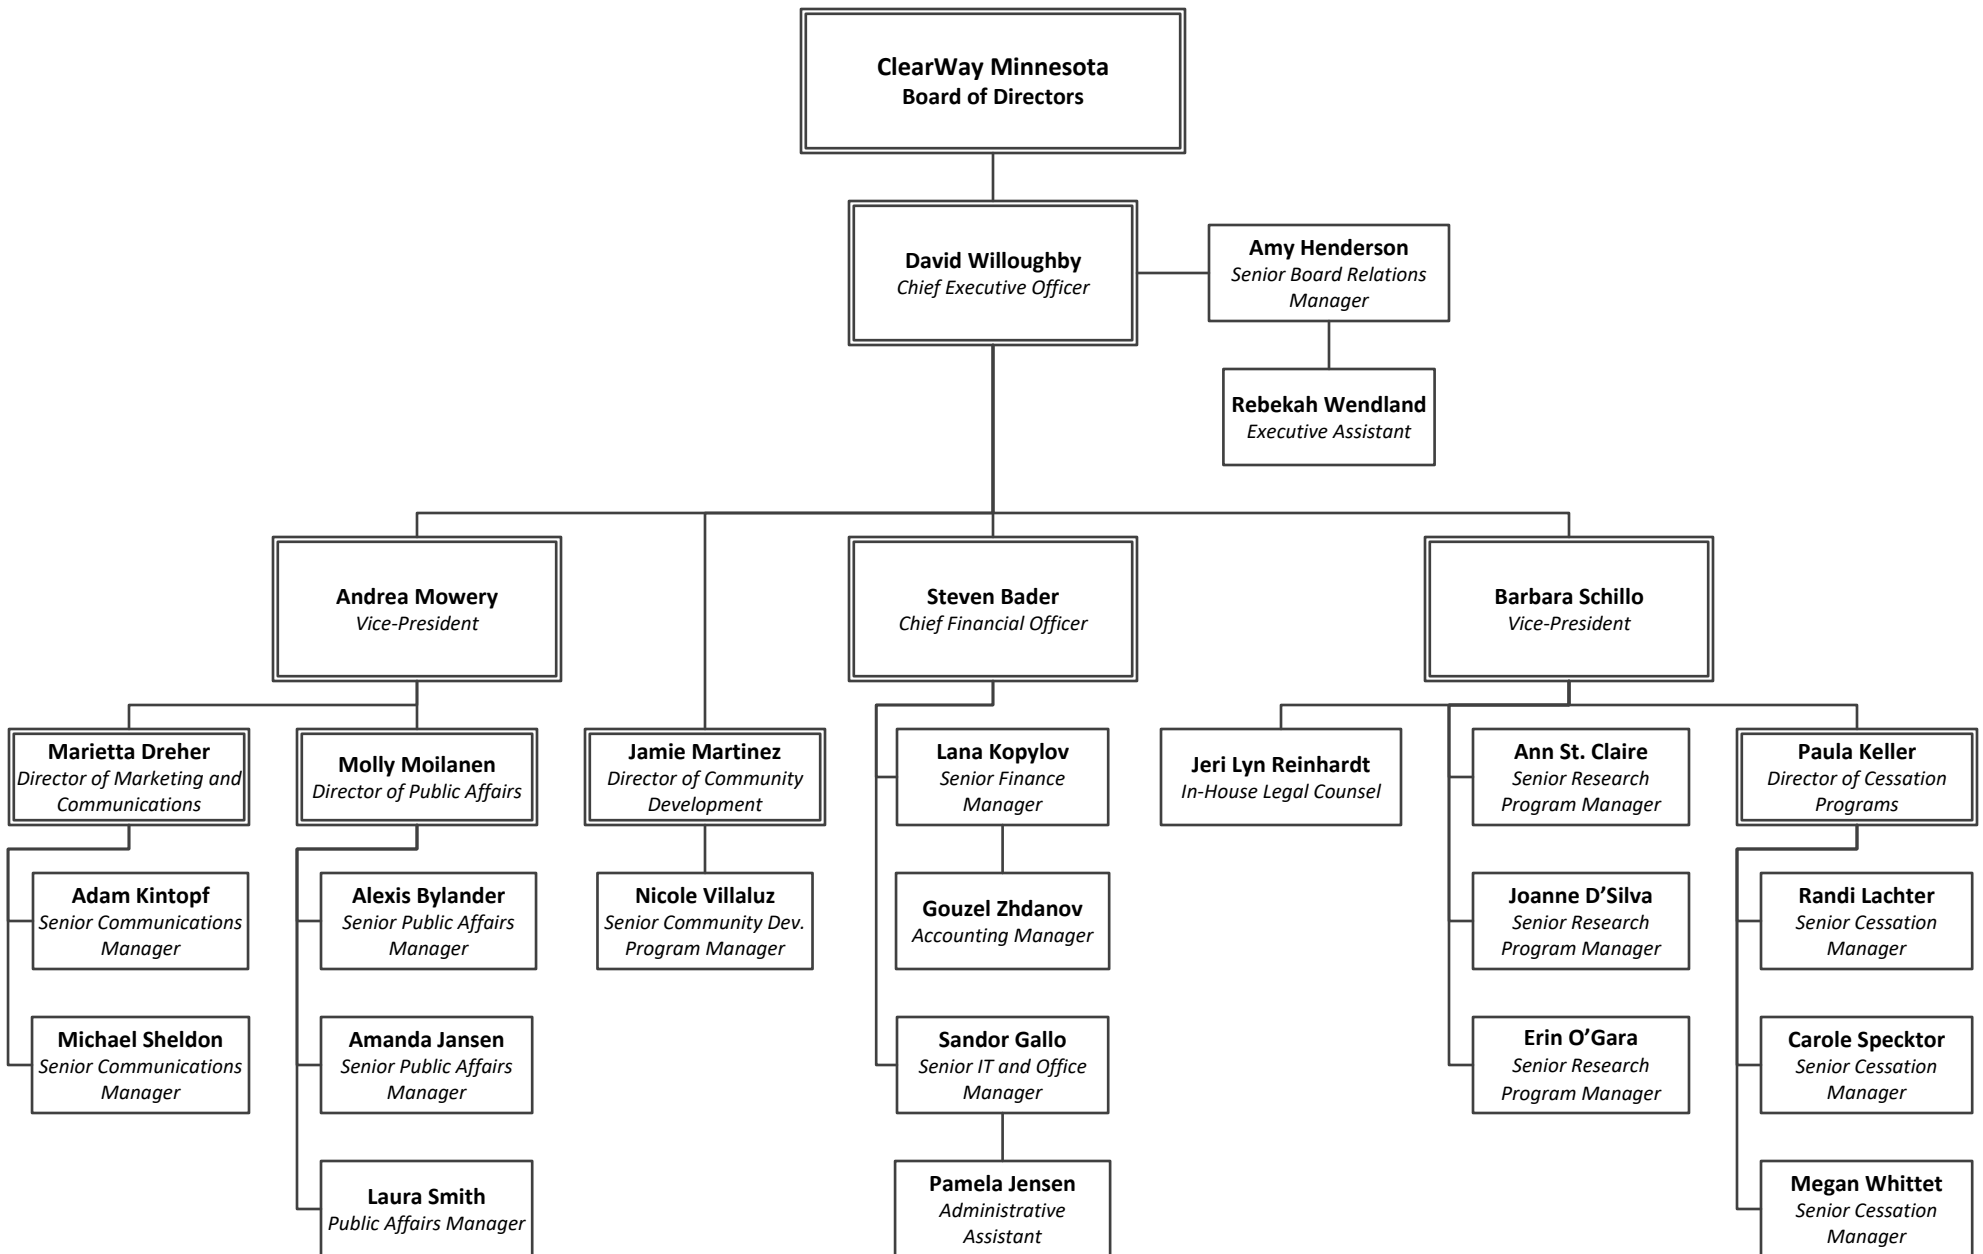 ClearWay Minnesota
Board of Directors
David Willoughby
Chief Executive Officer
Amy Henderson
Senior Board Relations
Manager
Rebekah Wendland
Executive Assistant
Andrea Mowery
Vice-President
Steven Bader
Chief Financial Officer
Barbara Schillo
Vice-President
Marietta Dreher
Director of Marketing and
Communications
Molly Moilanen
Director of Public Affairs
Jamie Martinez
Director of Community
Development
Lana Kopylov
Senior Finance
Manager
Jeri Lyn Reinhardt
In-House Legal Counsel
Ann St. Claire
Senior Research
Program Manager
Paula Keller
Director of Cessation
Programs
Adam Kintopf
Senior Communications
Manager
Alexis Bylander
Senior Public Affairs
Manager
Nicole Villaluz
Senior Community Dev.
Program Manager
Gouzel Zhdanov
Accounting Manager
Joanne D’Silva
Senior Research
Program Manager
Randi Lachter
Senior Cessation
Manager
Michael Sheldon
Senior Communications
Manager
Amanda Jansen
Senior Public Affairs
Manager
Sandor Gallo
Senior IT and Office
Manager
Erin O’Gara
Senior Research
Program Manager
Carole Specktor
Senior Cessation
Manager
Laura Smith
Public Affairs Manager
Pamela Jensen
Administrative
Assistant
Megan Whittet
Senior Cessation
Manager